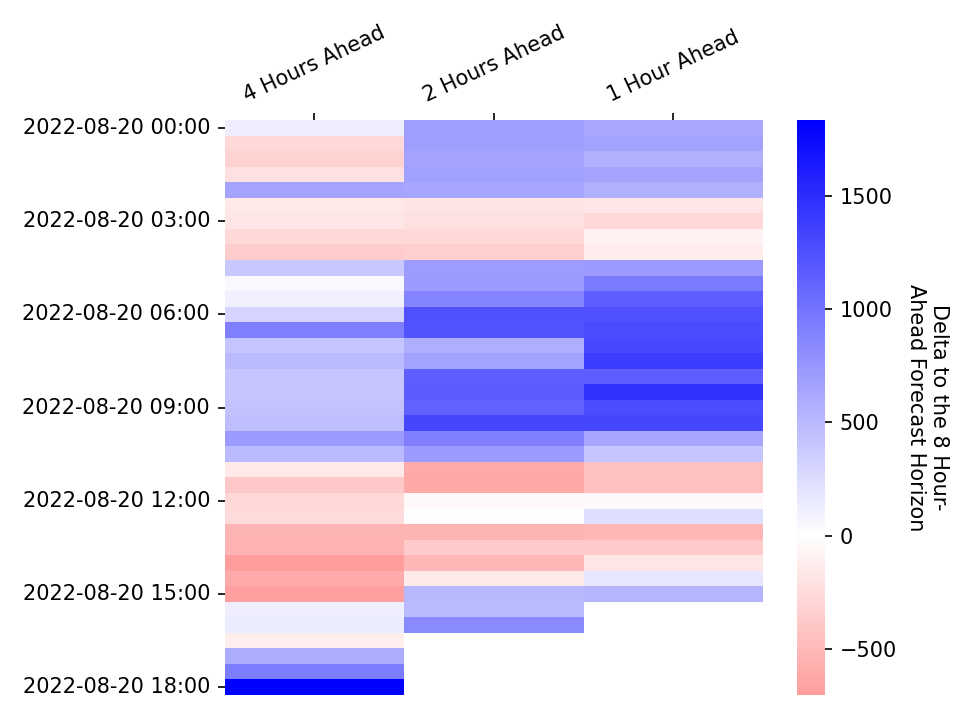 4 Hours Ahead
2 Hours Ahead
1 Hour Ahead
2022-08-20 00:00
2022-08-20 03:00
2022-08-20 06:00
2022-08-20 09:00
2022-08-20 12:00
2022-08-20 15:00
2022-08-20 18:00
1500
1000
500
0
−500
Delta to the 8 Hour-
Ahead Forecast Horizon